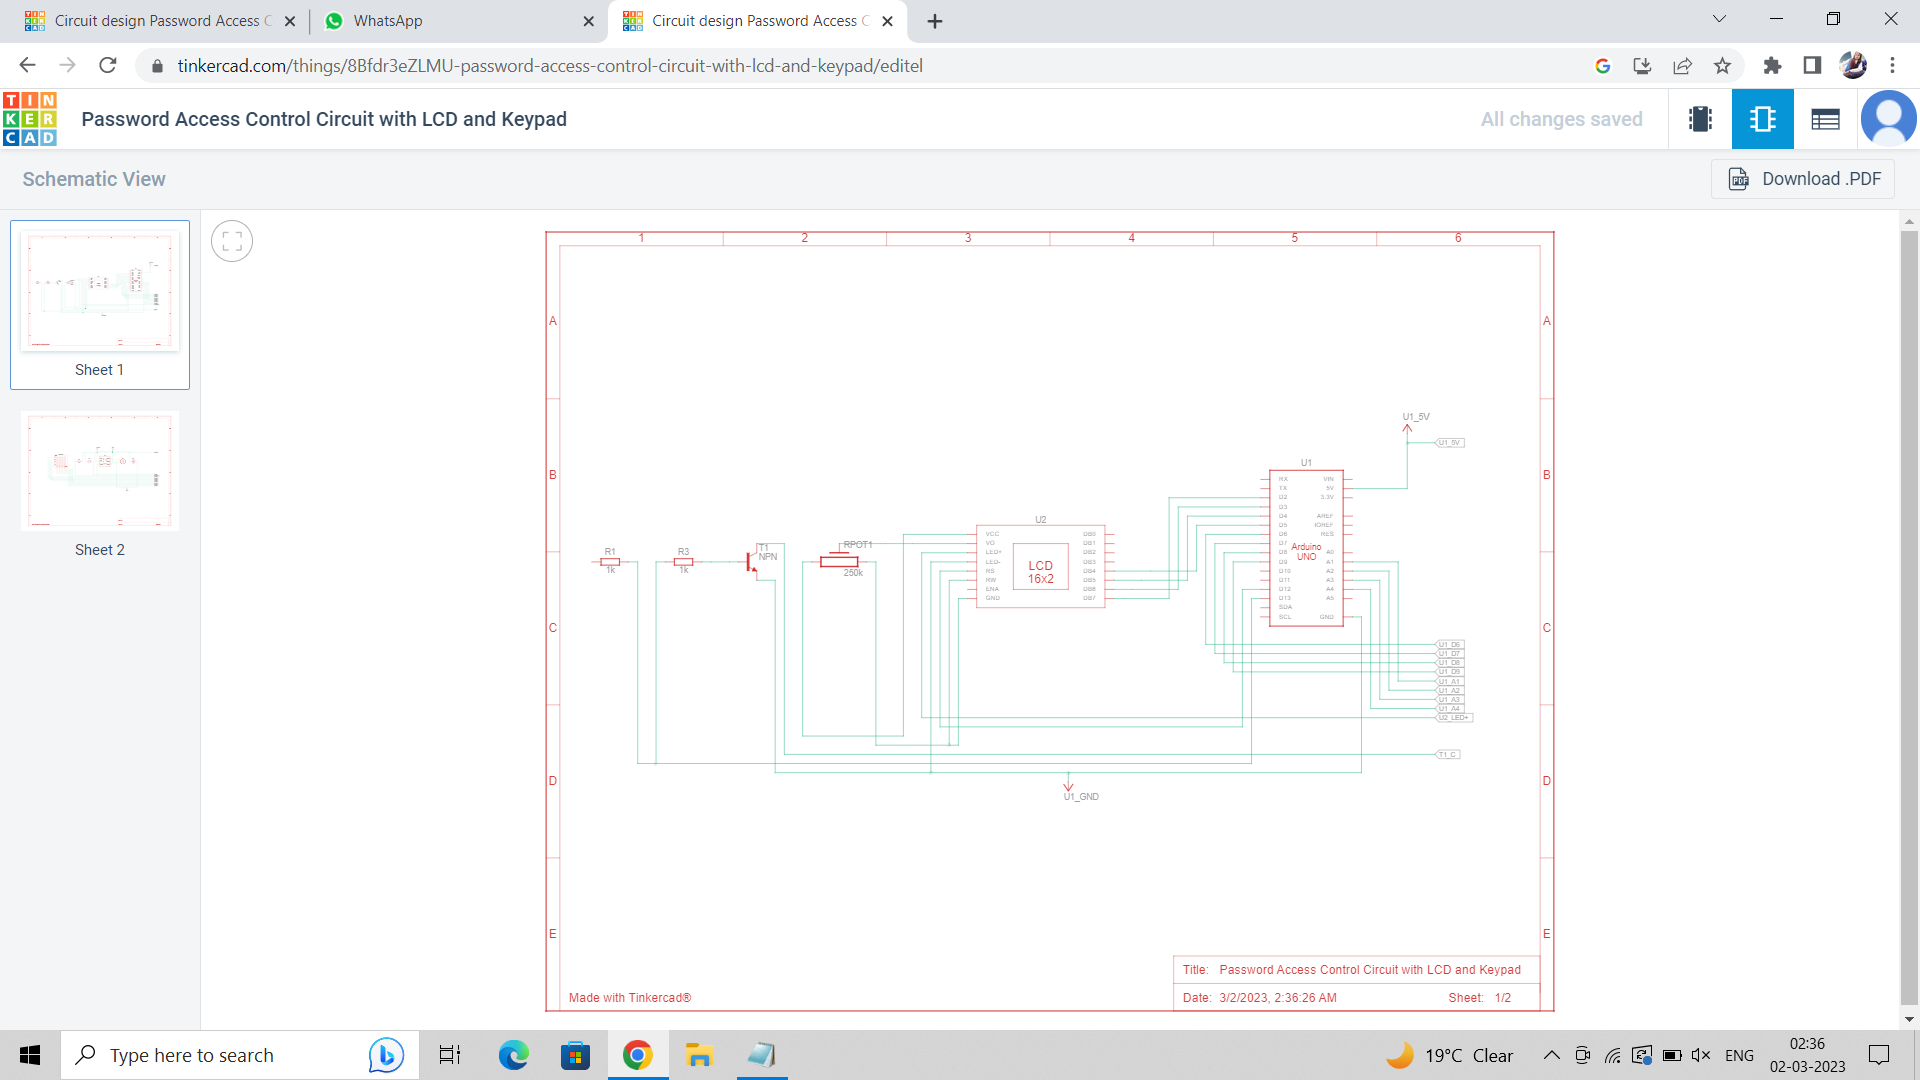 Circuit design Password Access C
WhatsApp
Circuit design Password Access C
tinkercad.com/things/8Bfdr3eZLMU-password-access-control-circuit-with-lcd-and-keypad/editel
TIN
KER
CAD
Password Access Control Circuit with LCD and Keypad
All changes saved
Schematic View
Download .PDF
Sheet 1
Sheet 2
1 2 3 4 5 6
A A
B B
C C
D D
E E
U1_5V
U1_5V
U1
RX VIN
TX 5V
D2 3.3V
D3
D4 AREF
D5 IOREF
D6 RES
D7
D8 A0
D9 A1
D10 A2
D11 A3
D12 A4
D13 A5
SDA
SCL GND
Arduino
UNO
U2
VCC DB0
VO DB1
LED+ DB2
LED- DB3
RS DB4
RW DB5
ENA DB6
GND DB7
LCD
16x2
R1
1k
R3
1k
T1
NPN
RPOT1
250k
U1_D6
U1_D7
U1_D8
U1_D9
U1_A1
U1_A2
U1_A3
U1_A4
U2_LED+
T1_C
U1_GND
Title: Password Access Control Circuit with LCD and Keypad
Made with Tinkercad®
Date: 3/2/2023, 2:36:26 AM
Sheet: 1/2
Type here to search
19°C Clear
ENG
02:36
02-03-2023